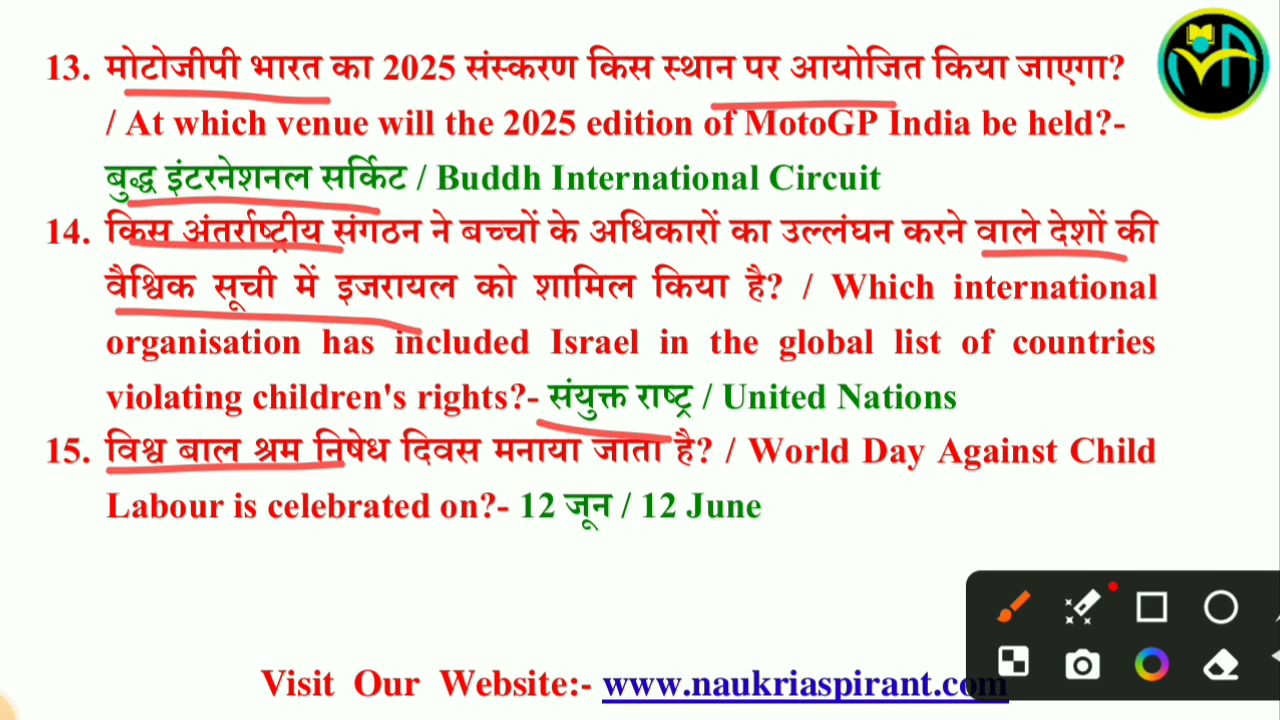 13. मोटोजीपी भारत का 2025 संस्करण किस स्थान पर आयोजित किया जाएगा?
/ At which venue will the 2025 edition of MotoGP India be held?-
बुद्ध इंटरनेशनल सर्किट / Buddh International Circuit
14. किस अंतर्राष्ट्रीय संगठन ने बच्चों के अधिकारों का उल्लंघन करने वाले देशों की
वैश्विक सूची में इजरायल को शामिल किया है? / Which international
organisation has included Israel in the global list of countries
violating children's rights?- संयुक्त राष्ट्र / United Nations
15. विश्व बाल श्रम निषेध दिवस मनाया जाता है? / World Day Against Child
Labour is celebrated on?- 12 जून / 12 June
Visit Our Website:- www.naukriaspirant.com